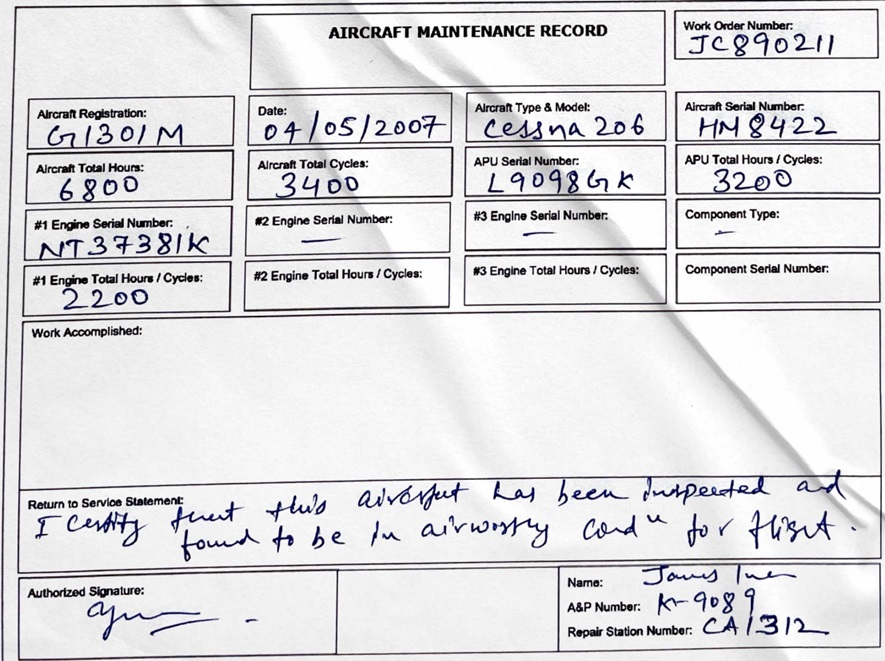 AIRCRAFT MAINTENANCE RECORD
Work Order Number:
JC890211
Aircraft Registration:
G1301M
Date:
04/05/2007
Aircraft Type & Model:
Cessna 206
Aircraft Serial Number:
HM8422
Aircraft Total Hours:
6800
Aircraft Total Cycles:
3400
APU Serial Number:
L9098GK
APU Total Hours / Cycles:
3200
#1 Engine Serial Number:
NT37381K
#2 Engine Serial Number:
—
#3 Engine Serial Number:
—
Component Type:
—
#1 Engine Total Hours / Cycles:
2200
#2 Engine Total Hours / Cycles:
#3 Engine Total Hours / Cycles:
Component Serial Number:
Work Accomplished:
Return to Service Statement:
I Certify that this aircraft has been inspected and
found to be in airworthy condn for flight.
Authorized Signature:
Name: James
A&P Number: K-9089
Repair Station Number: CA1312